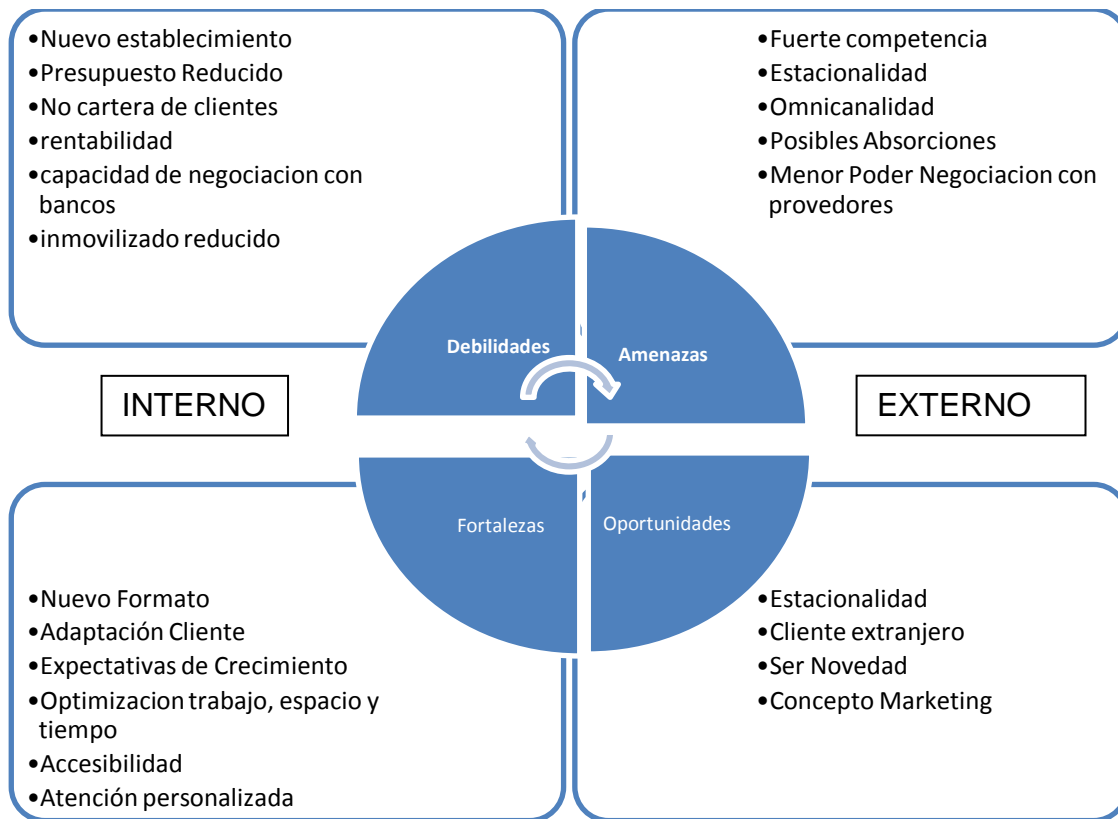 •Nuevo establecimiento
•Presupuesto Reducido
•No cartera de clientes
•rentabilidad
•capacidad de negociacion con
bancos
•inmovilizado reducido
•Fuerte competencia
•Estacionalidad
•Omnicanalidad
•Posibles Absorciones
•Menor Poder Negociacion con
provedores
Debilidades
Amenazas
INTERNO
EXTERNO
Fortalezas
Oportunidades
•Nuevo Formato
•Adaptación Cliente
•Expectativas de Crecimiento
•Optimizacion trabajo, espacio y
tiempo
•Accesibilidad
•Atención personalizada
•Estacionalidad
•Cliente extranjero
•Ser Novedad
•Concepto Marketing